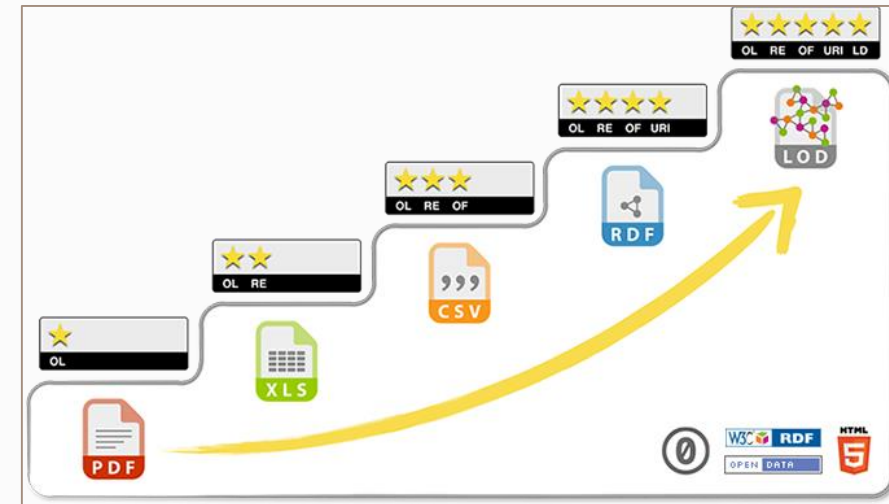 OL RE OF URI LD
OL RE OF URI
LOD
OL RE OF
RDF
OL RE
CSV
OL
XLS
PDF
0
W3C RDF
OPEN DATA
HTML
5